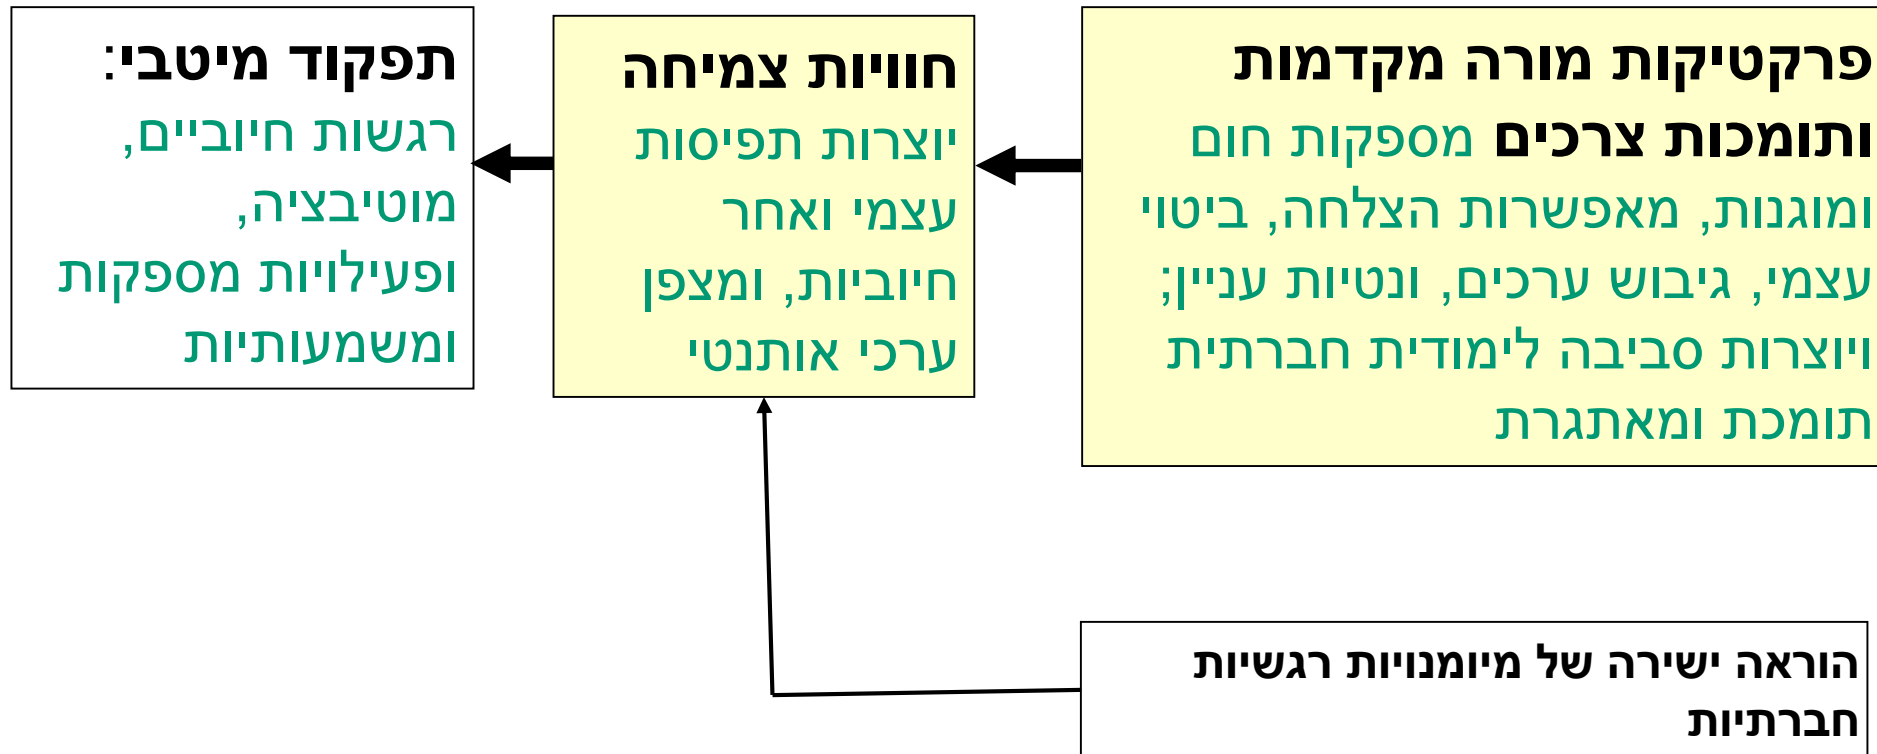 פרקטיקות מורה מקדמות
ותומכות צרכים מספקות חום
ומוגנות, מאפשרות הצלחה, ביטוי
עצמי, גיבוש ערכים, ונטיות עניין;
ויוצרות סביבה לימודית חברתית
תומכת ומאתגרת
חוויות צמיחה
יוצרות תפיסות
עצמי ואחר
חיוביות, ומצפן
ערכי אותנטי
תפקוד מיטבי:
רגשות חיוביים,
מוטיבציה,
ופעילויות מספקות
ומשמעותיות
הוראה ישירה של מיומנויות רגשיות
חברתיות